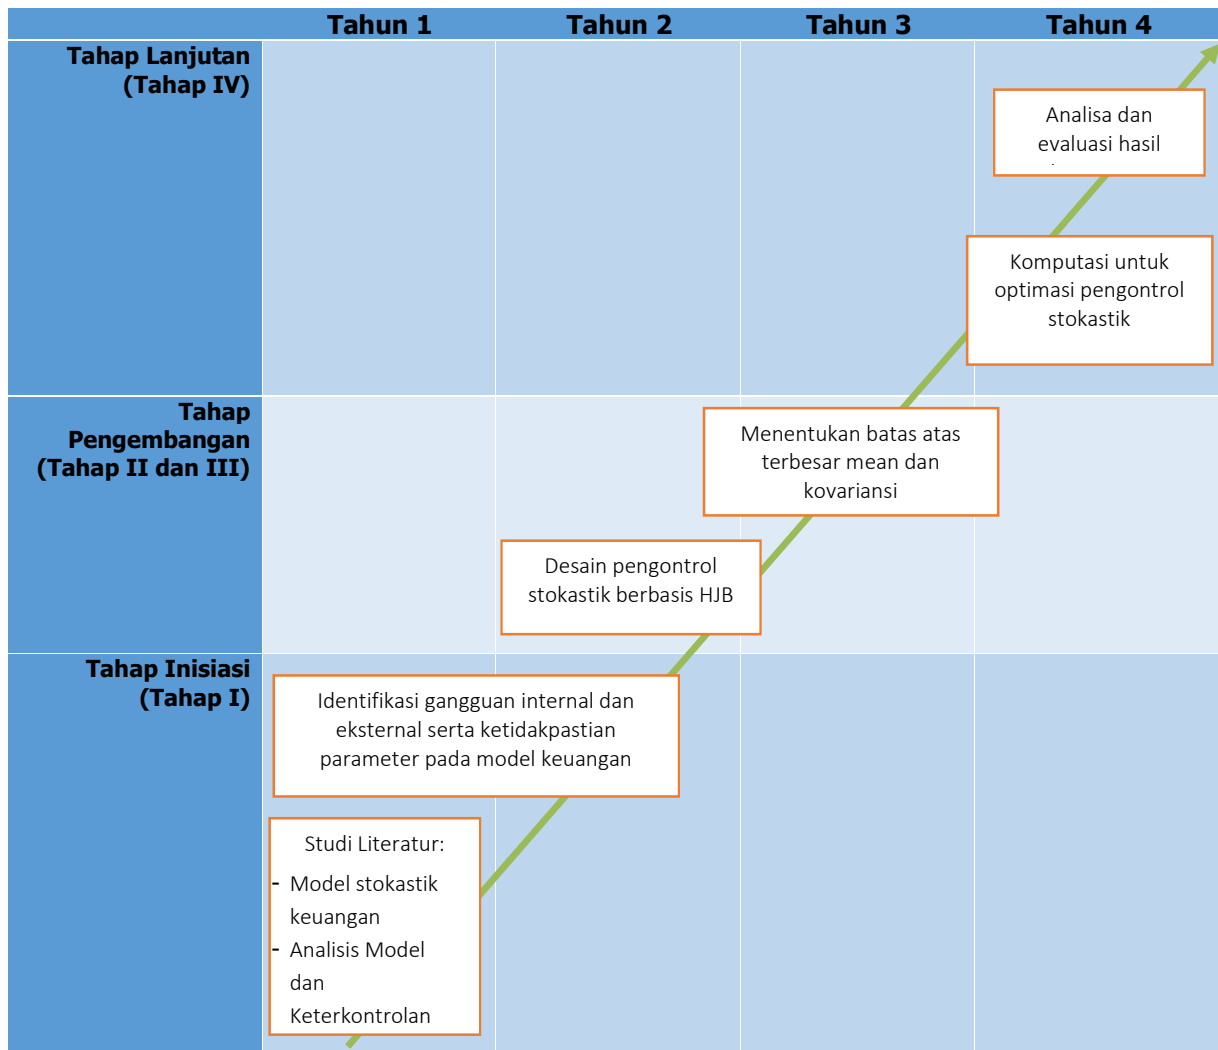 Tahun 1 Tahun 2 Tahun 3 Tahun 4
Tahap Lanjutan
(Tahap IV)
Analisa dan
evaluasi hasil
Komputasi untuk
optimasi pengontrol
stokastik
Tahap
Pengembangan
(Tahap II dan III)
Menentukan batas atas
terbesar mean dan
kovariansi
Desain pengontrol
stokastik berbasis HJB
Tahap Inisiasi
(Tahap I)
Identifikasi gangguan internal dan
eksternal serta ketidakpastian
parameter pada model keuangan
Studi Literatur:
- Model stokastik
keuangan
- Analisis Model
dan
Keterkontrolan